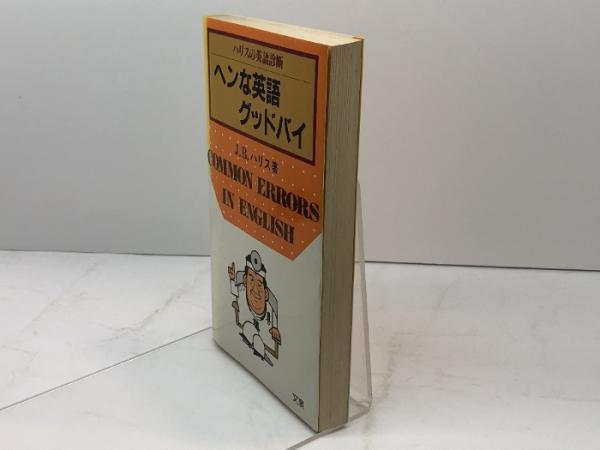 ハリスの英語診断
ヘンな英語
グッドバイ
J.B.ハリス著
COMMON ERRORS
IN ENGLISH